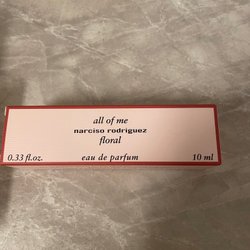 all of me
narciso rodriguez
floral
0.33 fl.oz. eau de parfum 10 ml